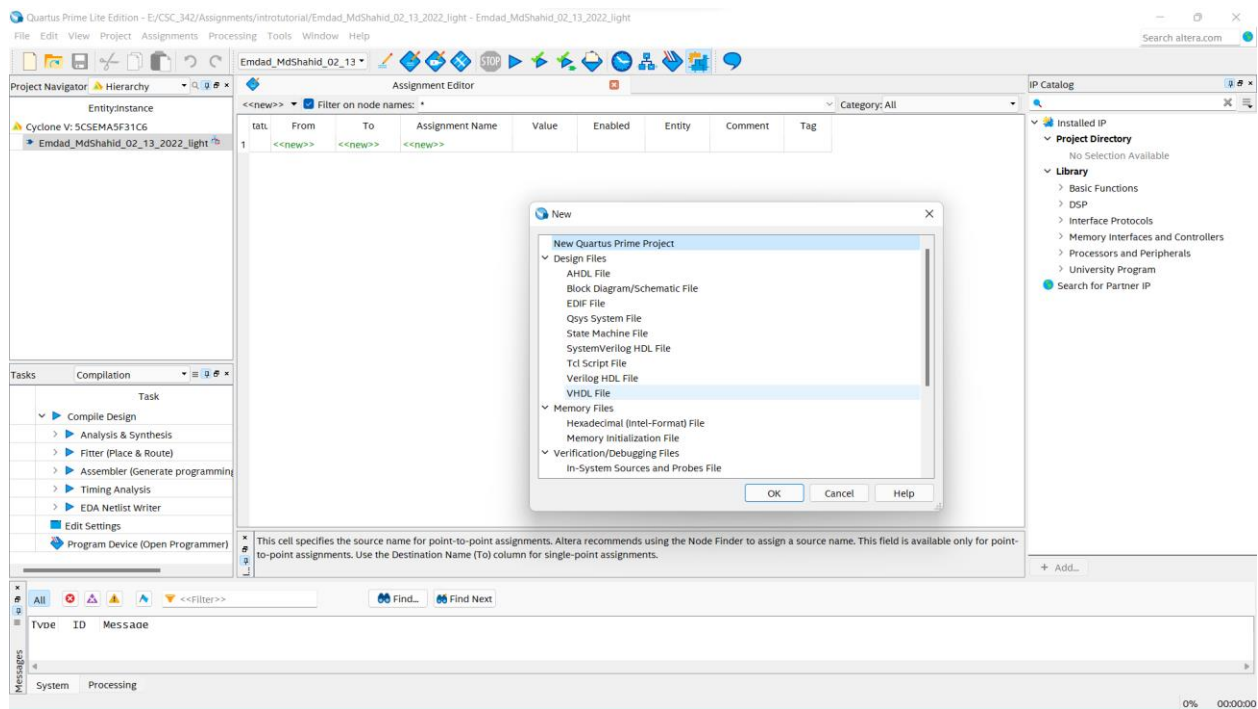 Quartus Prime Lite Edition - E:/CSC_342/Assignments/introtutorial/Emdad_MdShahid_02_13_2022_light - Emdad_MdShahid_02_13_2022_light
File Edit View Project Assignments Processing Tools Window Help
Search altera.com
Emdad_MdShahid_02_13
STOP
Project Navigator
Hierarchy
Entity:Instance
Cyclone V: 5CSEMA5F31C6
Emdad_MdShahid_02_13_2022_light
Tasks
Compilation
Task
Compile Design
Analysis & Synthesis
Fitter (Place & Route)
Assembler (Generate programming
Timing Analysis
EDA Netlist Writer
Edit Settings
Program Device (Open Programmer)
Assignment Editor
<<new>> Filter on node names: * Category: All
tatu From To Assignment Name Value Enabled Entity Comment Tag
1 <<new>> <<new>> <<new>>
New
New Quartus Prime Project
Design Files
AHDL File
Block Diagram/Schematic File
EDIF File
Qsys System File
State Machine File
SystemVerilog HDL File
Tcl Script File
Verilog HDL File
VHDL File
Memory Files
Hexadecimal (Intel-Format) File
Memory Initialization File
Verification/Debugging Files
In-System Sources and Probes File
OK Cancel Help
This cell specifies the source name for point-to-point assignments. Altera recommends using the Node Finder to assign a source name. This field is available only for point-
to-point assignments. Use the Destination Name (To) column for single-point assignments.
IP Catalog
Installed IP
Project Directory
No Selection Available
Library
Basic Functions
DSP
Interface Protocols
Memory Interfaces and Controllers
Processors and Peripherals
University Program
Search for Partner IP
+ Add...
All <<Filter>> Find... Find Next
Type ID Message
Messages
System Processing
0% 00:00:00